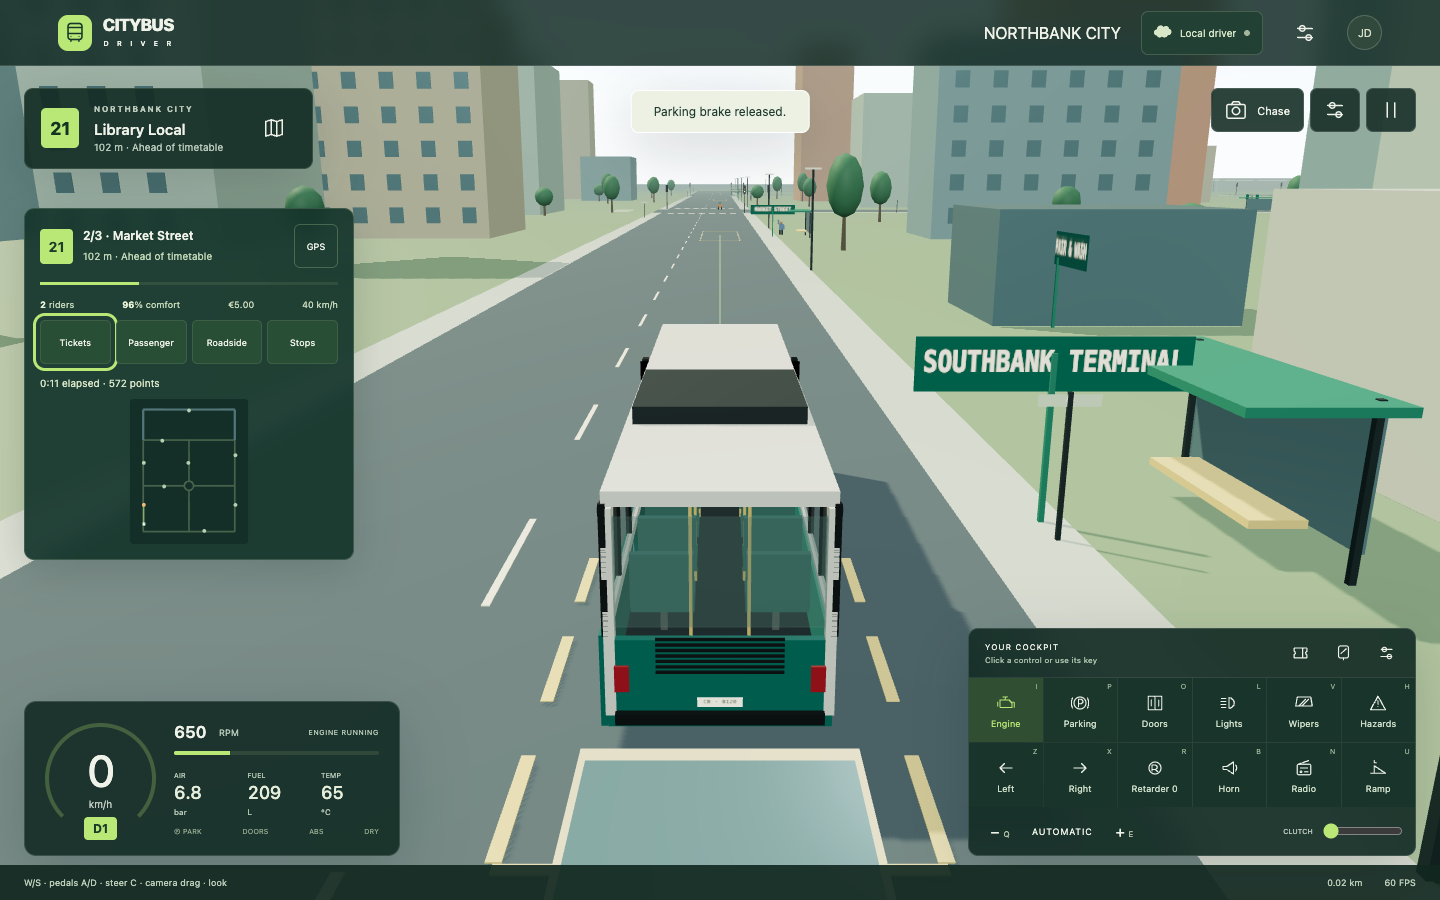 CITYBUS
DRIVER
NORTHBANK CITY
Local driver
JD
21
NORTHBANK CITY
Library Local
102 m · Ahead of timetable
Parking brake released.
Chase
21
2/3 · Market Street
102 m · Ahead of timetable
GPS
2 riders
96% comfort
€5.00
40 km/h
Tickets
Passenger
Roadside
Stops
0:11 elapsed · 572 points
MARKET STREET
PARK & WASH
SOUTHBANK TERMINAL
0
km/h
D1
650 RPM
ENGINE RUNNING
AIR
6.8
bar
FUEL
209
L
TEMP
65
°C
Ⓟ PARK
DOORS
ABS
DRY
YOUR COCKPIT
Click a control or use its key
I
Engine
P
Parking
O
Doors
L
Lights
V
Wipers
H
Hazards
Z
Left
X
Right
R
Retarder 0
B
Horn
N
Radio
U
Ramp
− Q
AUTOMATIC
+ E
CLUTCH
W/S · pedals A/D · steer C · camera drag · look
0.02 km
60 FPS